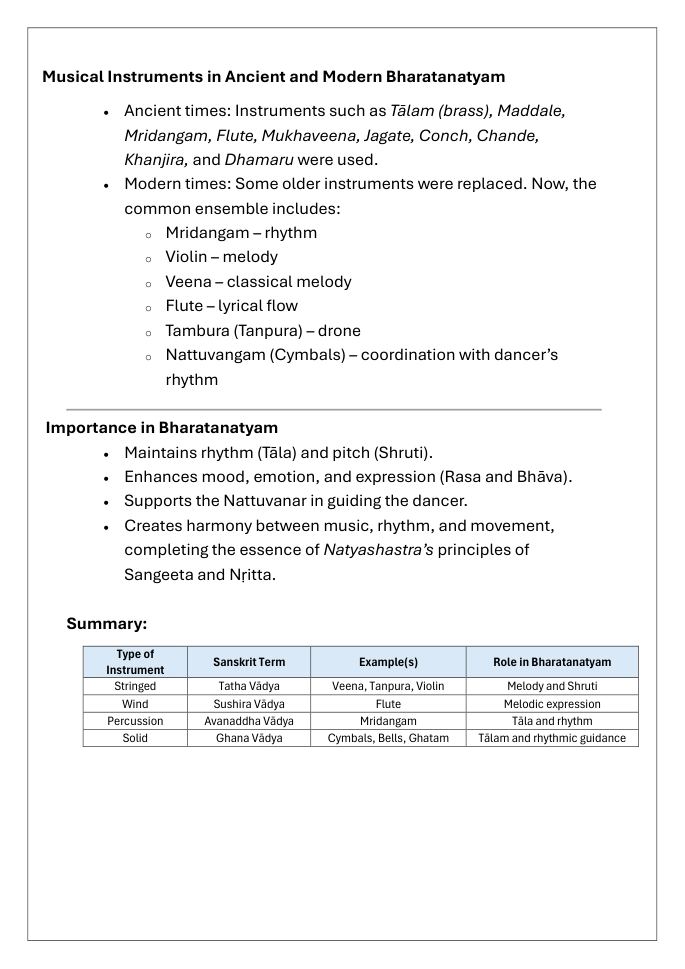 Musical Instruments in Ancient and Modern Bharatanatyam
• Ancient times: Instruments such as Tālam (brass), Maddale,
Mridangam, Flute, Mukhaveena, Jagate, Conch, Chande,
Khanjira, and Dhamaru were used.
• Modern times: Some older instruments were replaced. Now, the
common ensemble includes:
○ Mridangam – rhythm
○ Violin – melody
○ Veena – classical melody
○ Flute – lyrical flow
○ Tambura (Tanpura) – drone
○ Nattuvangam (Cymbals) – coordination with dancer’s
rhythm
Importance in Bharatanatyam
• Maintains rhythm (Tāla) and pitch (Shruti).
• Enhances mood, emotion, and expression (Rasa and Bhāva).
• Supports the Nattuvanar in guiding the dancer.
• Creates harmony between music, rhythm, and movement,
completing the essence of Natyashastra’s principles of
Sangeeta and Nṛitta.
Summary:
Type of
Instrument Sanskrit Term Example(s) Role in Bharatanatyam
Stringed Tatha Vādya Veena, Tanpura, Violin Melody and Shruti
Wind Sushira Vādya Flute Melodic expression
Percussion Avanaddha Vādya Mridangam Tāla and rhythm
Solid Ghana Vādya Cymbals, Bells, Ghatam Tālam and rhythmic guidance